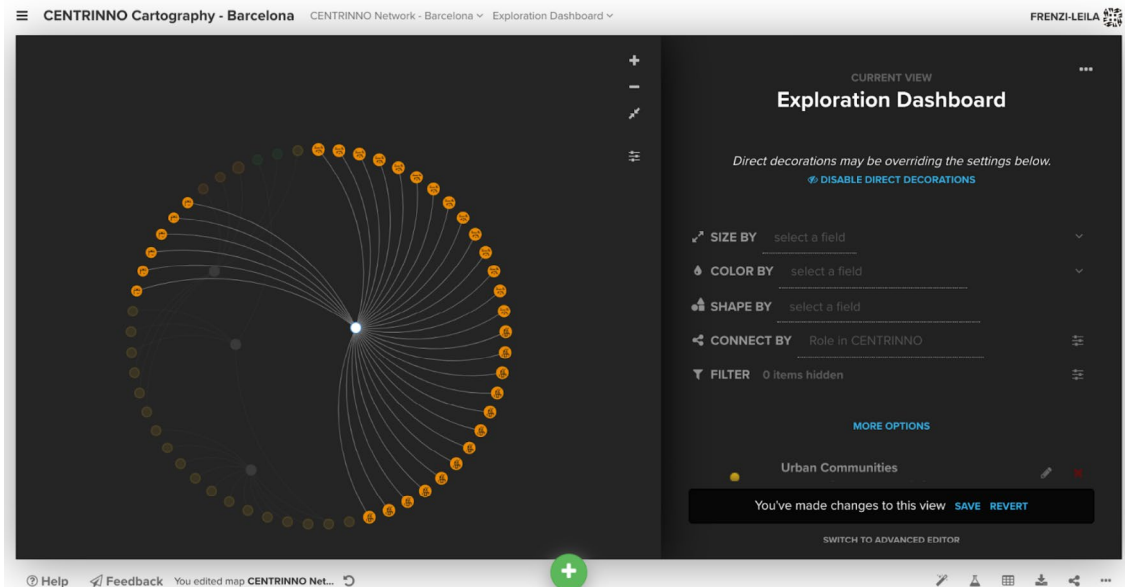 CENTRINNO Cartography - Barcelona CENTRINNO Network - Barcelona Exploration Dashboard FRENZI-LEILA
CURRENT VIEW
Exploration Dashboard
Direct decorations may be overriding the settings below.
DISABLE DIRECT DECORATIONS
SIZE BY select a field
COLOR BY select a field
SHAPE BY select a field
CONNECT BY Role in CENTRINNO
FILTER 0 items hidden
MORE OPTIONS
Urban Communities
You've made changes to this view SAVE REVERT
SWITCH TO ADVANCED EDITOR
Help Feedback You edited map CENTRINNO Net...